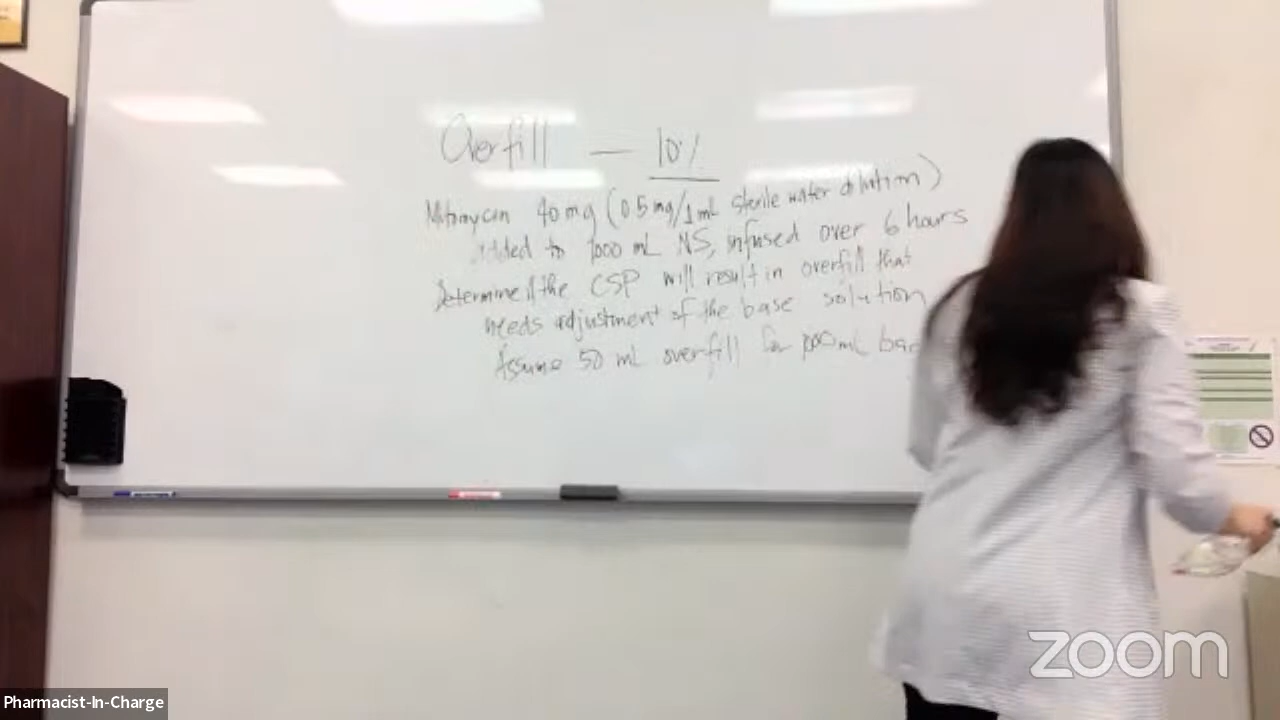 Overfill — 10%
Mitomycin 40 mg (0.5 mg/1 mL sterile water dilution)
added to 1000 mL NS, infused over 6 hours
Determine if the CSP will result in overfill that
needs adjustment of the base solution
Assume 50 mL overfill for 1000 mL bag
zoom
Pharmacist-In-Charge